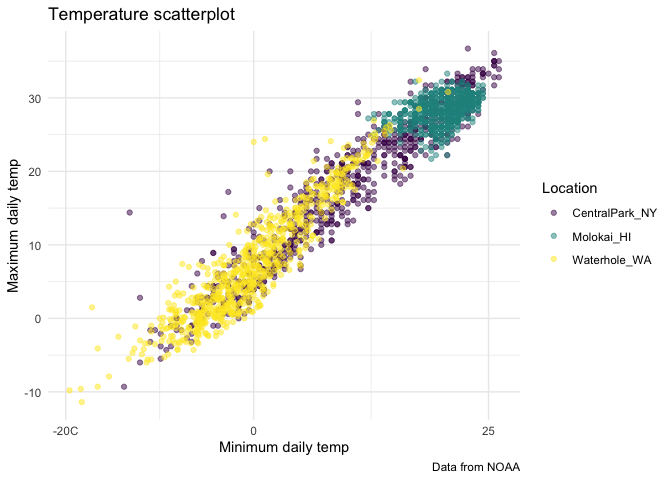 Temperature scatterplot
Maximum daily temp
30
20
10
0
-10
-20C
0
25
Minimum daily temp
Location
CentralPark_NY
Molokai_HI
Waterhole_WA
Data from NOAA